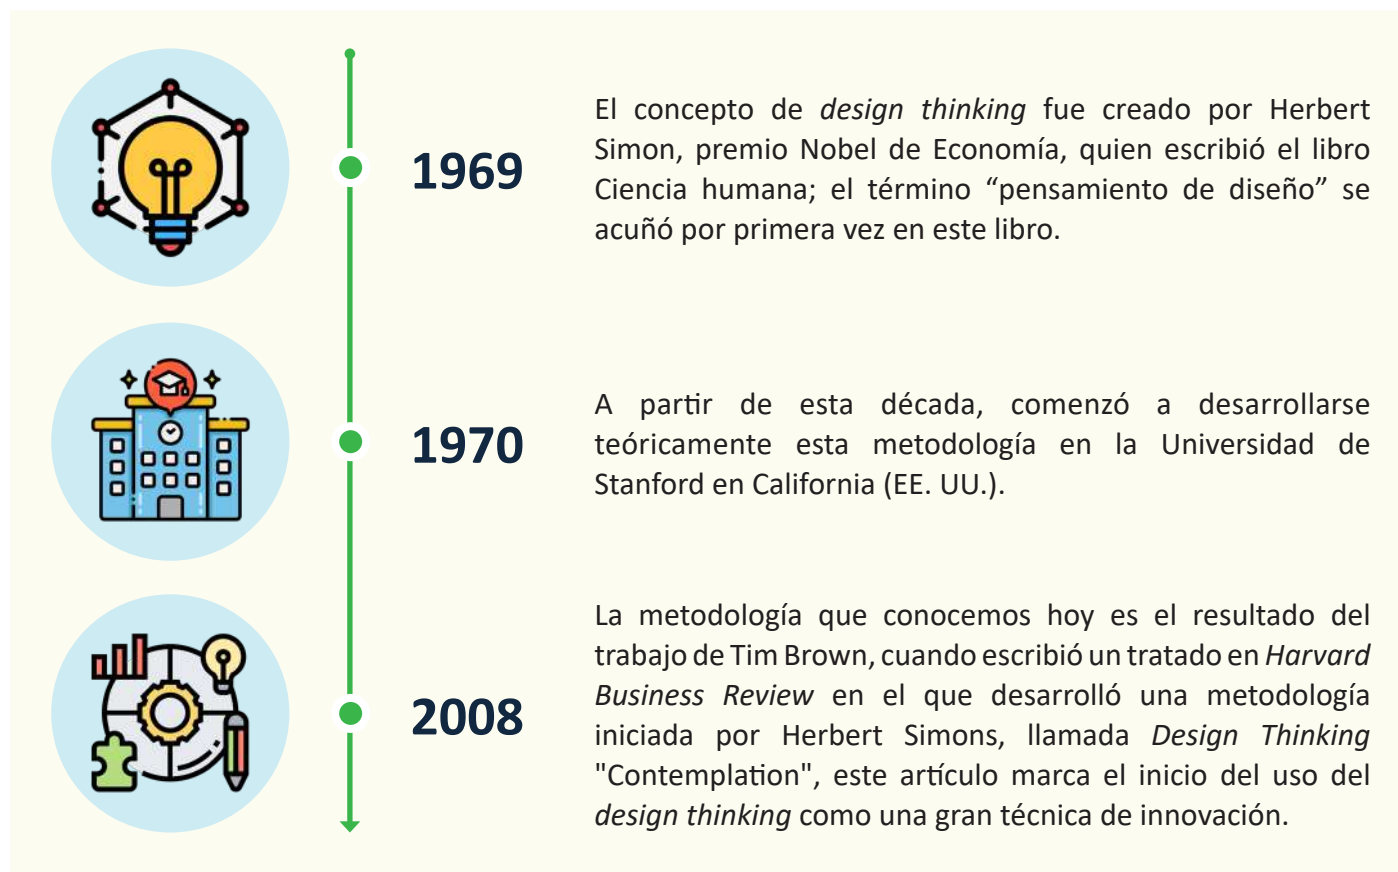 1969
El concepto de design thinking fue creado por Herbert
Simon, premio Nobel de Economía, quien escribió el libro
Ciencia humana; el término “pensamiento de diseño” se
acuñó por primera vez en este libro.
1970
A partir de esta década, comenzó a desarrollarse
teóricamente esta metodología en la Universidad de
Stanford en California (EE. UU.).
2008
La metodología que conocemos hoy es el resultado del
trabajo de Tim Brown, cuando escribió un tratado en Harvard
Business Review en el que desarrolló una metodología
iniciada por Herbert Simons, llamada Design Thinking
"Contemplation", este artículo marca el inicio del uso del
design thinking como una gran técnica de innovación.